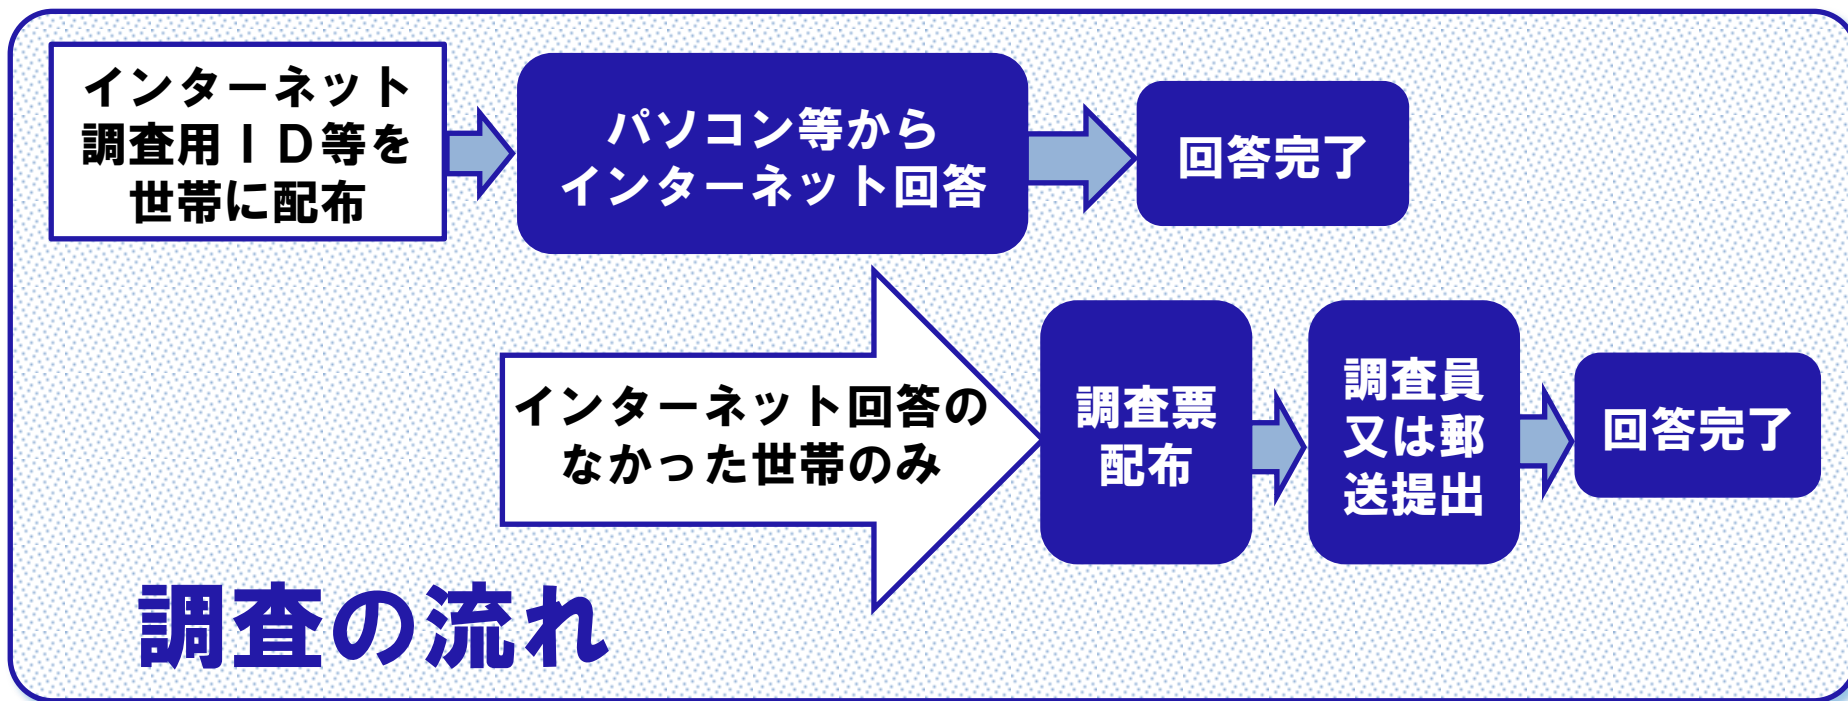 インターネット
調査用ＩＤ等を
世帯に配布
パソコン等から
インターネット回答
回答完了
インターネット回答の
なかった世帯のみ
調査票
配布
調査員
又は郵
送提出
回答完了
調査の流れ